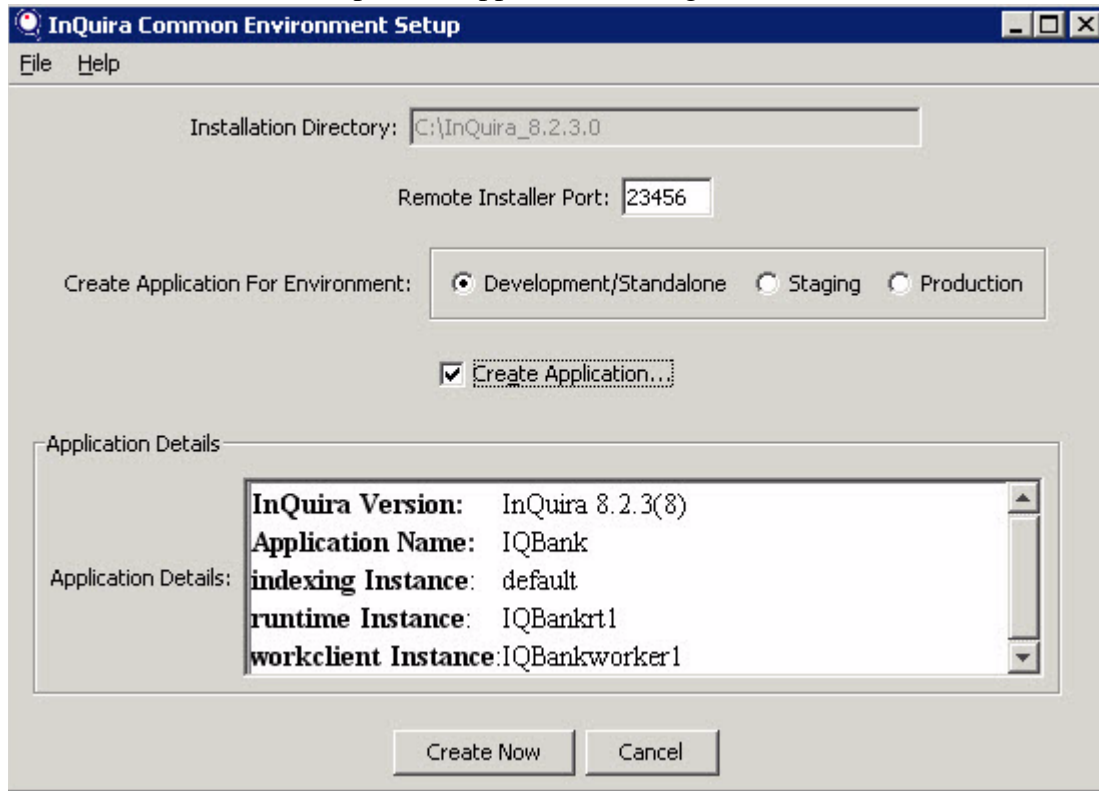 InQuira Common Environment Setup
File Help
Installation Directory: C:\InQuira_8.2.3.0
Remote Installer Port: 23456
Create Application For Environment: Development/Standalone Staging Production
Create Application...
Application Details
Application Details:
InQuira Version: InQuira 8.2.3(8)
Application Name: IQBank
indexing Instance: default
runtime Instance: IQBankrt1
workclient Instance:IQBankworker1
Create Now Cancel